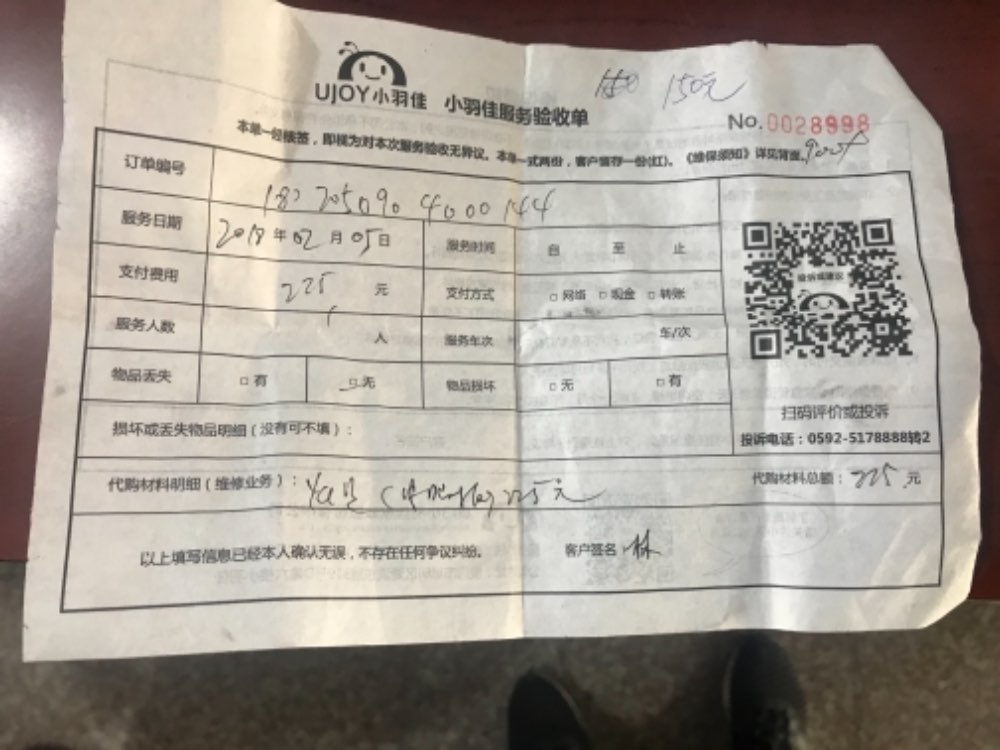 UJOY小羽佳 小羽佳服务验收单
150元
No.0028998
本单一经核签，即视为对本次服务验收无异议。本单一式两份，客户留存一份(红)。《维保须知》详见背面。
订单编号 182205090 4000144
服务日期 2018年02月05日 服务时间 自 至 止
支付费用 225 元 支付方式 □网络 □现金 □转账
服务人数 人 服务车次 车/次
物品丢失 □有 □无 物品损坏 □无 □有
扫码评价或投诉
投诉电话：0592-5178888转2
损坏或丢失物品明细（没有可不填）：
代购材料明细（维修业务）： 225元 代购材料总额：225元
以上填写信息已经本人确认无误，不存在任何争议纠纷。 客户签名 林